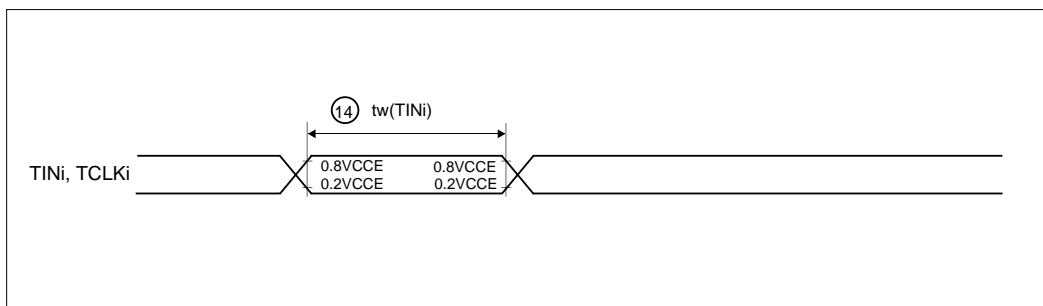 14 tw(TINi)
TINi, TCLKi
0.8VCCE 0.8VCCE
0.2VCCE 0.2VCCE